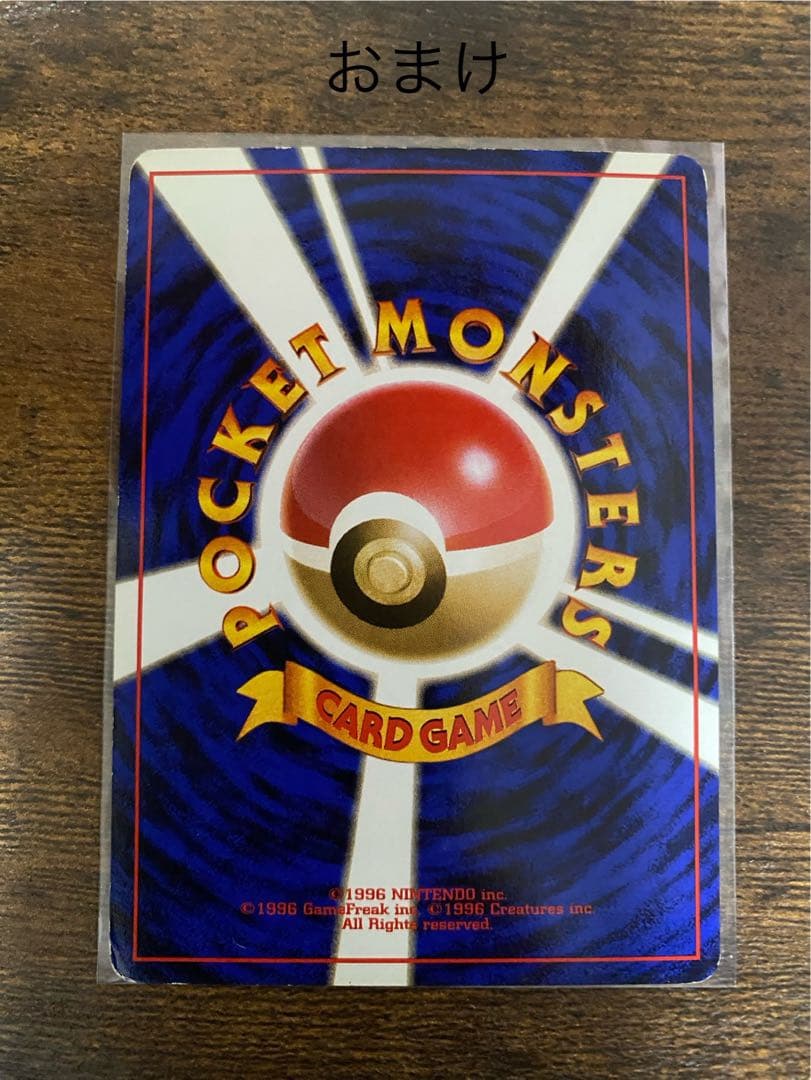 おまけ
POCKET MONSTERS
CARD GAME
©1996 NINTENDO inc.
©1996 GameFreak inc. ©1996 Creatures inc.
All Rights reserved.